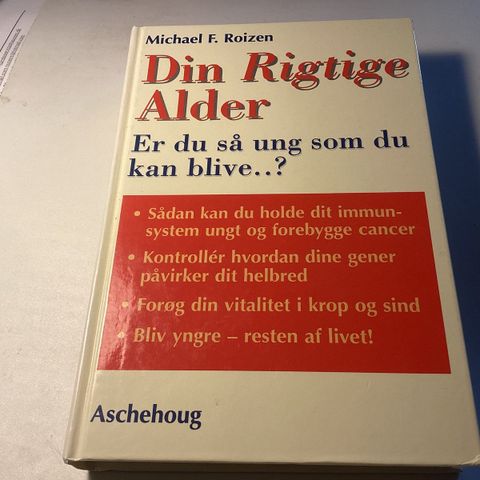 Michael F. Roizen
Din Rigtige
Alder
Er du så ung som du
kan blive..?
• Sådan kan du holde dit immun-
system ungt og forebygge cancer
• Kontrollér hvordan dine gener
påvirker dit helbred
• Forøg din vitalitet i krop og sind
• Bliv yngre – resten af livet!
Aschehoug